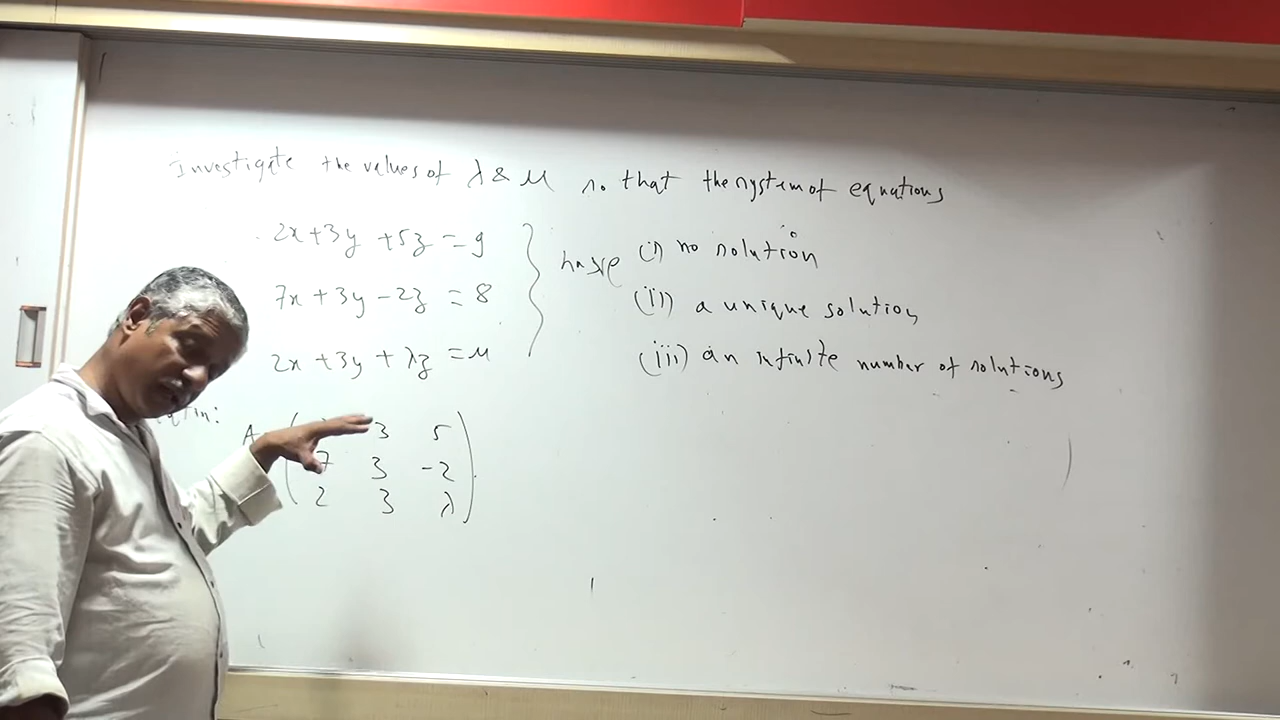 Investigate the values of λ & μ so that the system of equations
2x + 3y + 5z = 9
7x + 3y - 2z = 8
2x + 3y + λz = μ
have (i) no solution
(ii) a unique solution
(iii) an infinite number of solutions
A 3 5
7 3 -2
2 3 λ